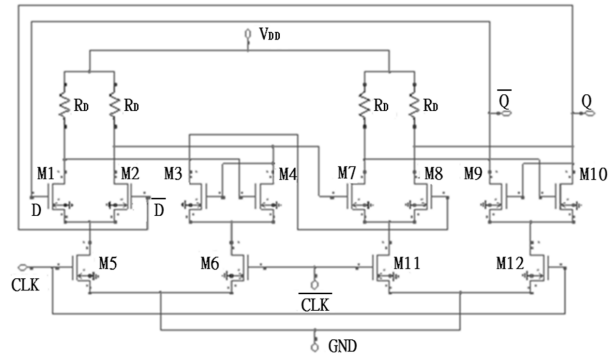 VDD
Q̅ Q
RD RD RD RD
M1 M2 M3 M4 M7 M8 M9 M10
D D̅
M5 M6 M11 M12
CLK
C̅L̅K̅
GND